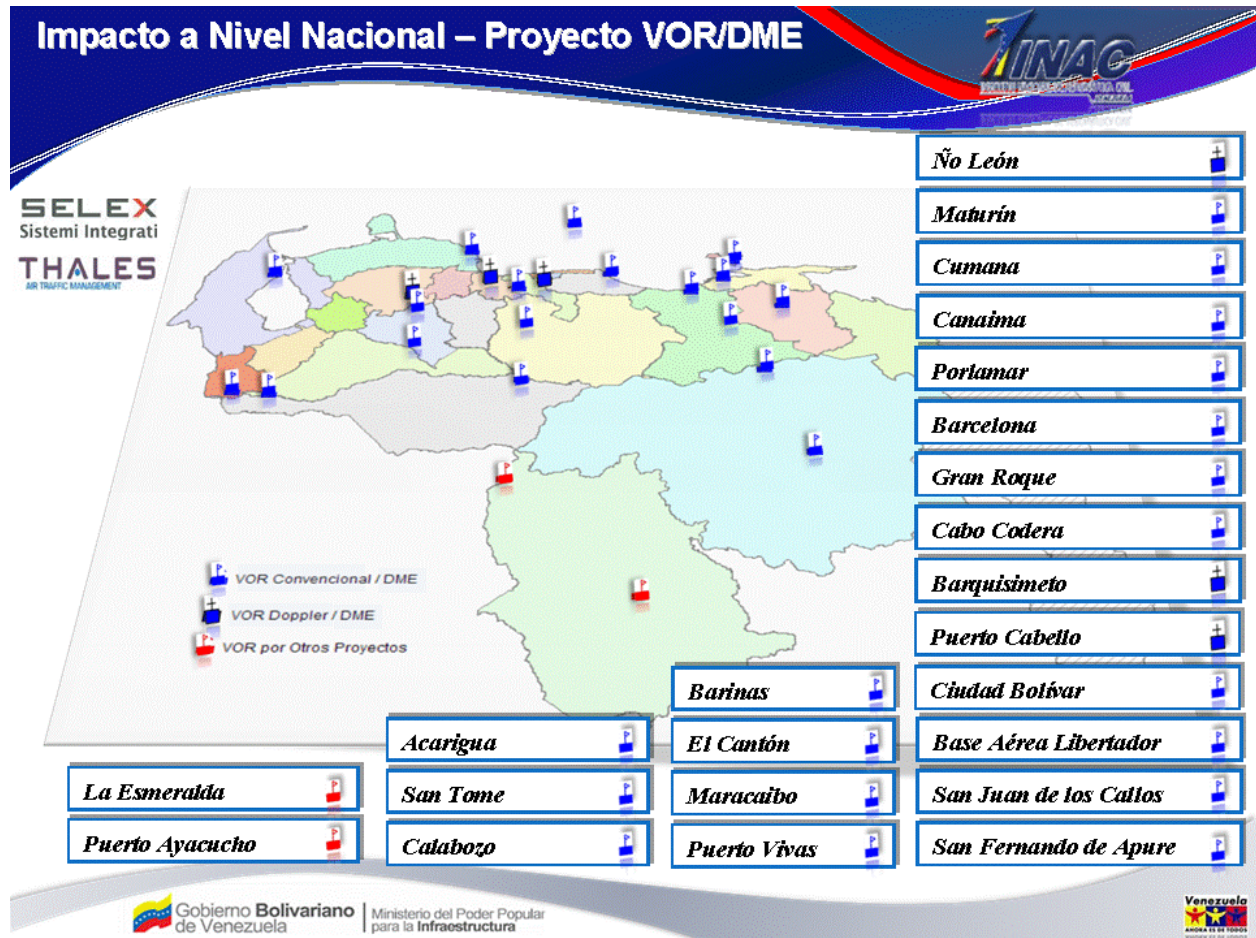 Impacto a Nivel Nacional – Proyecto VOR/DME
INAC
SELEX
Sistemi Integrati
THALES
AIR TRAFFIC MANAGEMENT
Ño León
Maturín
Cumana
Canaima
Porlamar
Barcelona
Gran Roque
Cabo Codera
Barquisimeto
Puerto Cabello
Ciudad Bolívar
Base Aérea Libertador
San Juan de los Callos
San Fernando de Apure
VOR Convencional / DME
VOR Doppler / DME
VOR por Otros Proyectos
Barinas
El Cantón
Maracaibo
Puerto Vivas
Acarigua
San Tome
Calabozo
La Esmeralda
Puerto Ayacucho
Gobierno Bolivariano
de Venezuela
Ministerio del Poder Popular
para la Infraestructura
Venezuela
AHORA ES DE TODOS